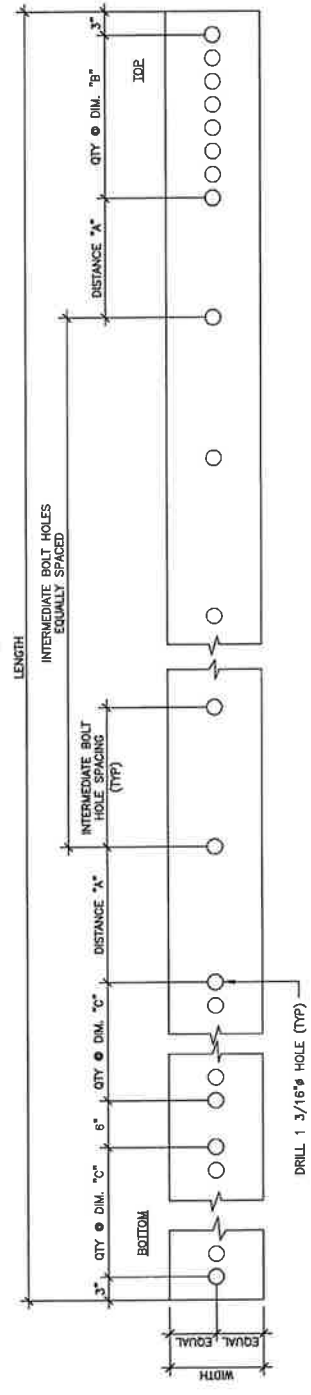 LENGTH
INTERMEDIATE BOLT HOLES
EQUALLY SPACED
3"
QTY @ DIM. "C"
6"
QTY @ DIM. "C"
DISTANCE "A"
INTERMEDIATE BOLT
HOLE SPACING
(TYP)
DISTANCE "A"
QTY @ DIM. "B"
3"
BOTTOM
TOP
WIDTH
EQUAL
EQUAL
DRILL 1 3/16"ø HOLE (TYP)